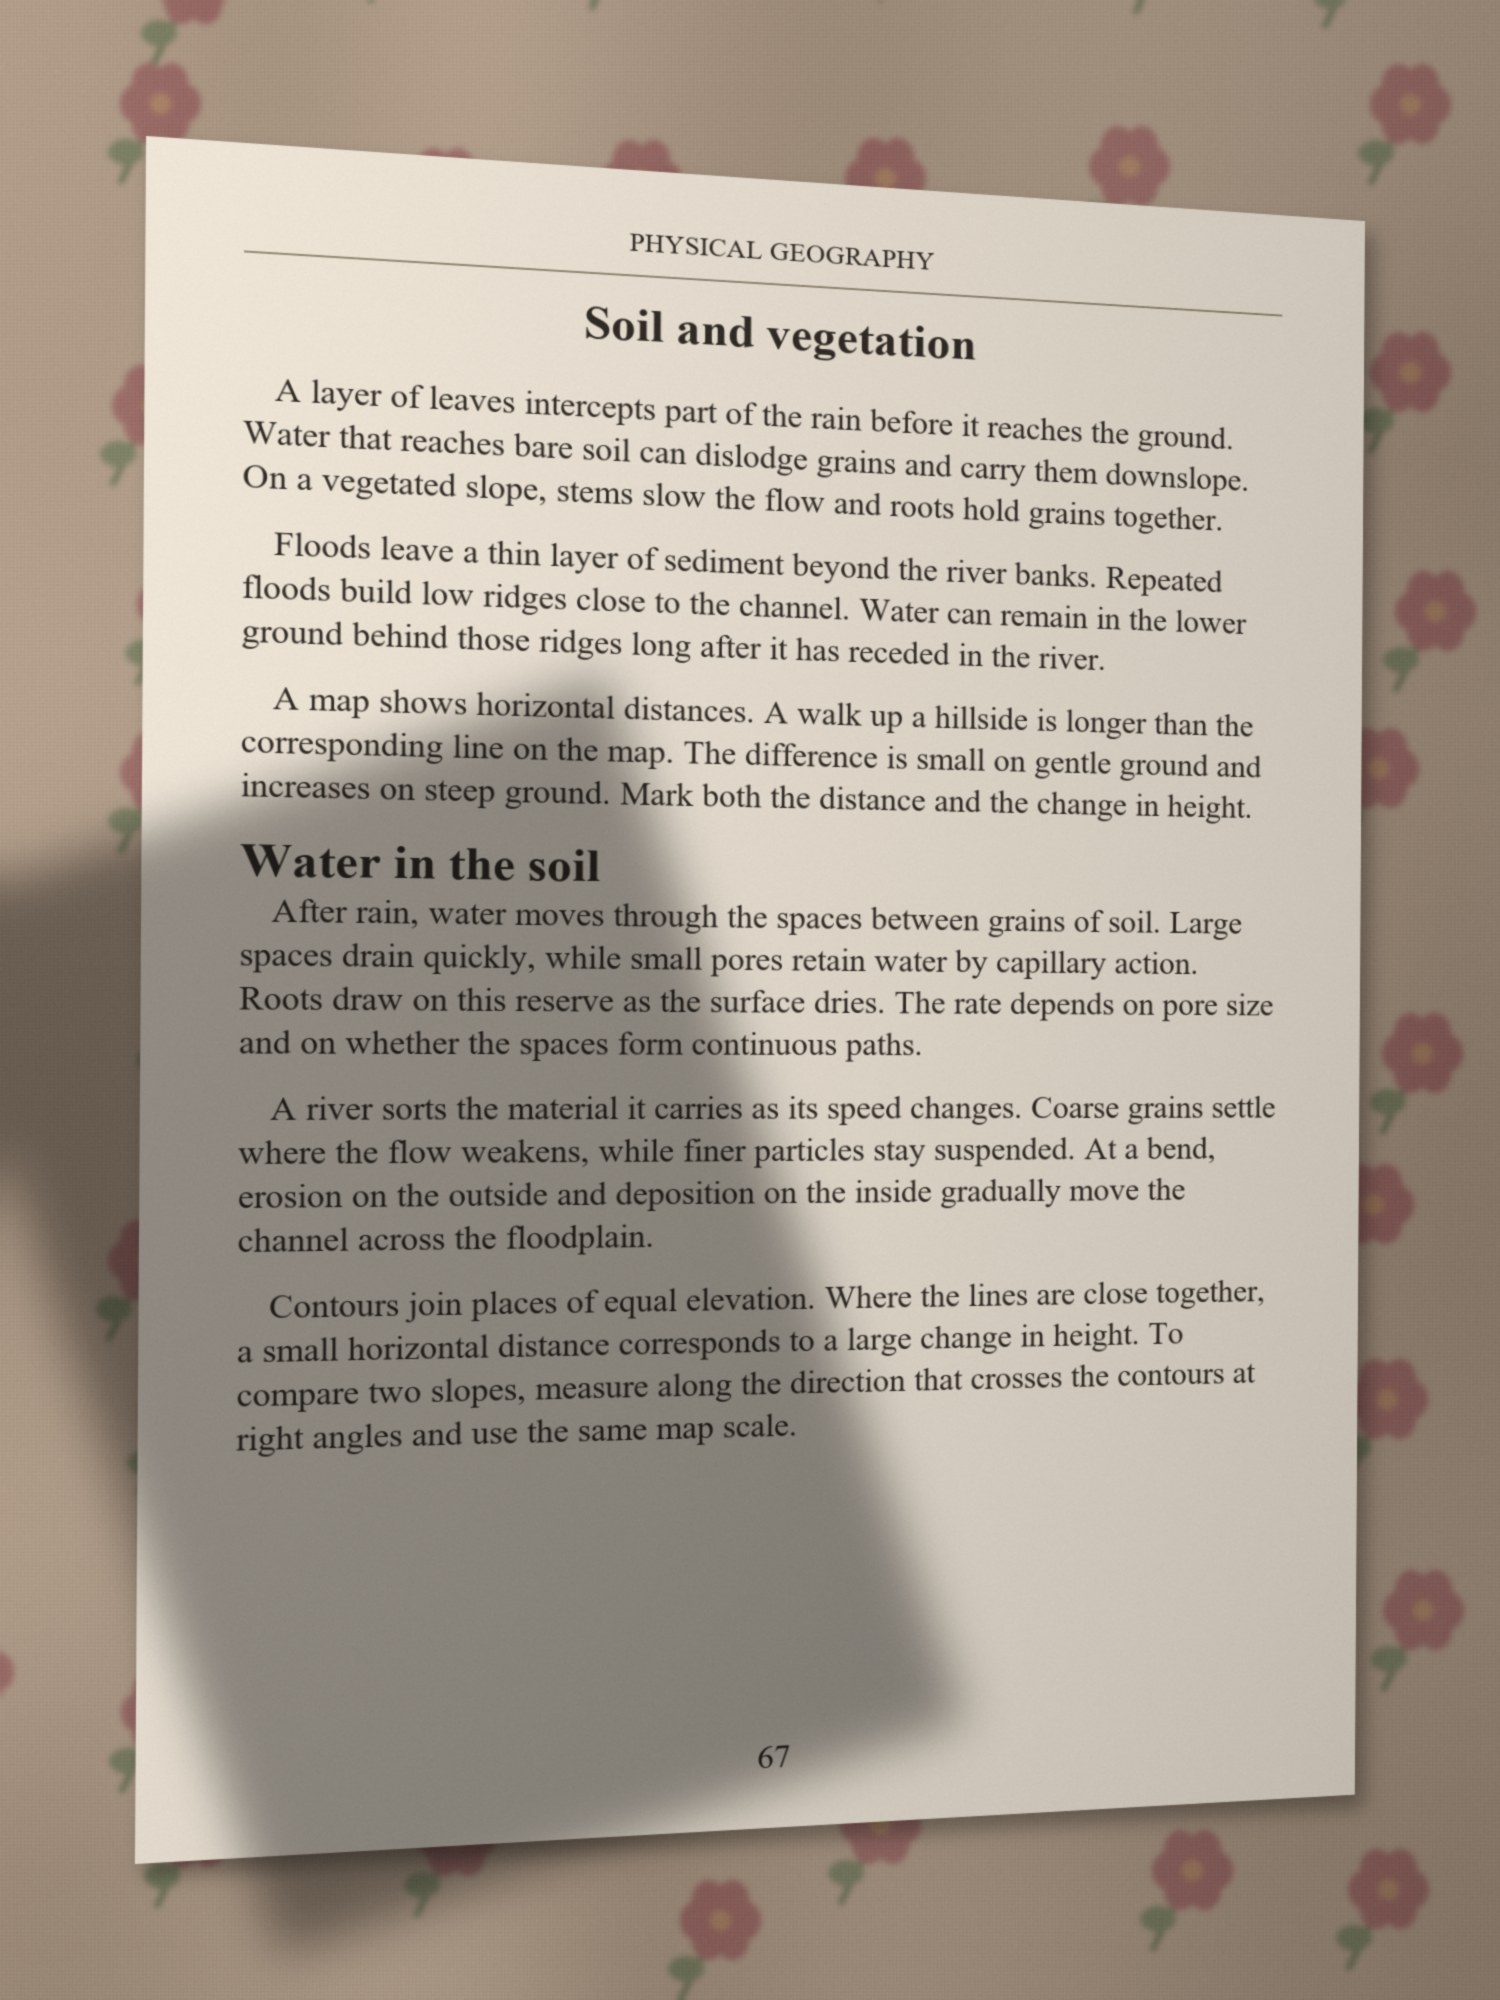 PHYSICAL GEOGRAPHY
Soil and vegetation
A layer of leaves intercepts part of the rain before it reaches the ground.
Water that reaches bare soil can dislodge grains and carry them downslope.
On a vegetated slope, stems slow the flow and roots hold grains together.
Floods leave a thin layer of sediment beyond the river banks. Repeated
floods build low ridges close to the channel. Water can remain in the lower
ground behind those ridges long after it has receded in the river.
A map shows horizontal distances. A walk up a hillside is longer than the
corresponding line on the map. The difference is small on gentle ground and
increases on steep ground. Mark both the distance and the change in height.
Water in the soil
After rain, water moves through the spaces between grains of soil. Large
spaces drain quickly, while small pores retain water by capillary action.
Roots draw on this reserve as the surface dries. The rate depends on pore size
and on whether the spaces form continuous paths.
A river sorts the material it carries as its speed changes. Coarse grains settle
where the flow weakens, while finer particles stay suspended. At a bend,
erosion on the outside and deposition on the inside gradually move the
channel across the floodplain.
Contours join places of equal elevation. Where the lines are close together,
a small horizontal distance corresponds to a large change in height. To
compare two slopes, measure along the direction that crosses the contours at
right angles and use the same map scale.
67